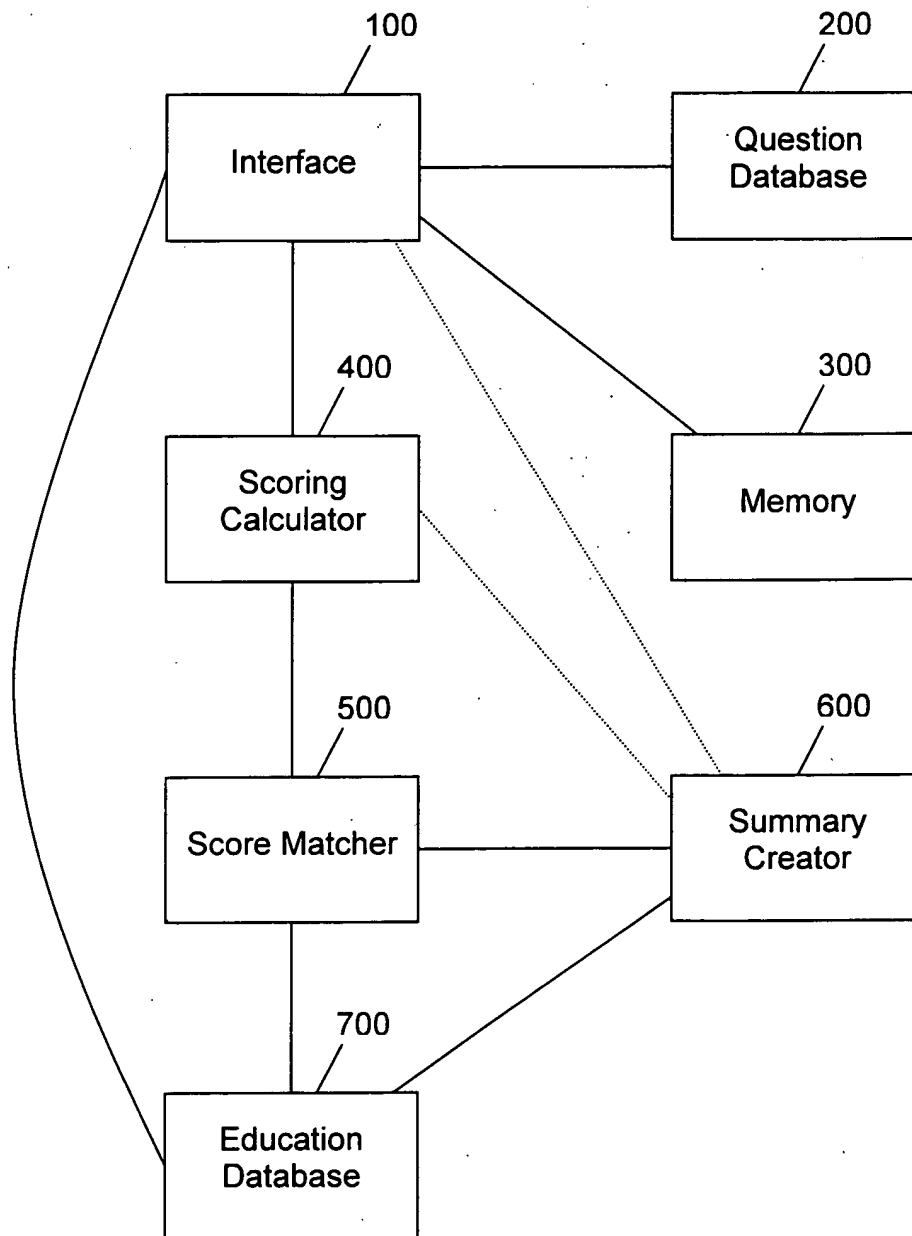 100
200
Interface
Question
Database
400
300
Scoring
Calculator
Memory
500
600
Score Matcher
Summary
Creator
700
Education
Database